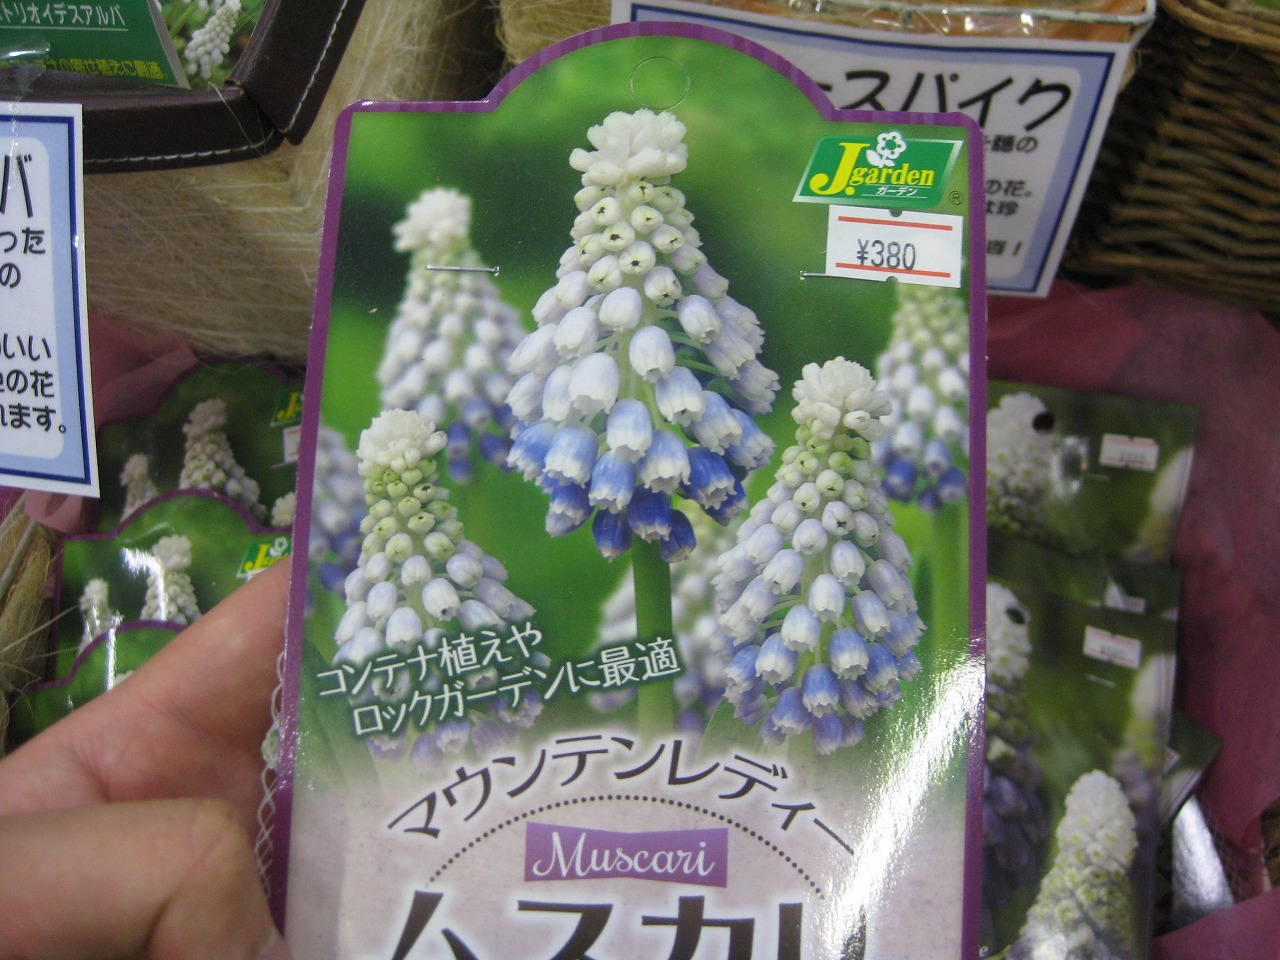 トリオイデスアルバ
ースパイク
バ
った
の
いい
の花
れます。
の花。
J.garden
ガーデン
®
¥380
コンテナ植えや
ロックガーデンに最適
マウンテンレディー
Muscari
ムスカリ